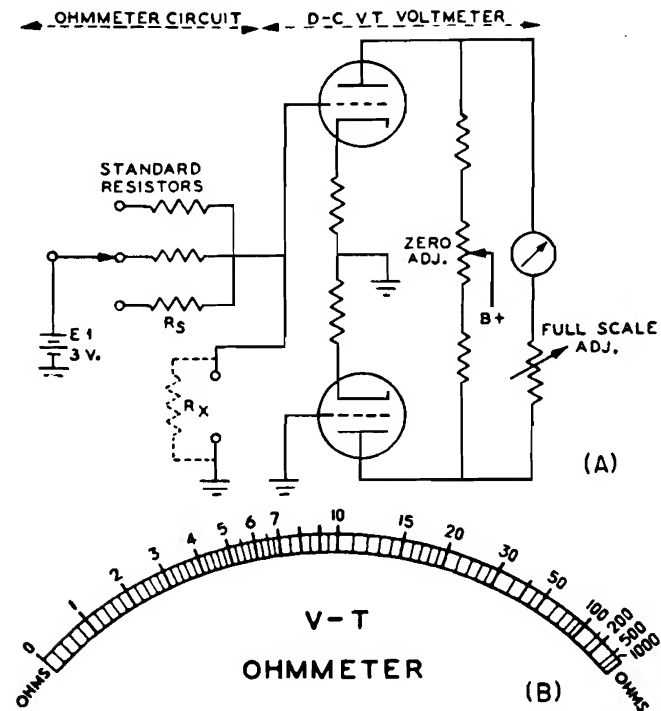 OHMMETER CIRCUIT
D-C VT VOLTMETER
STANDARD
RESISTORS
ZERO
ADJ.
B+
RS
E1
3 V.
FULL SCALE
ADJ.
RX
(A)
0 1 2 3 4 5 6 7 10 15 20 30 50 100 200 500 1000
OHMS
OHMS
V-T
OHMMETER
(B)